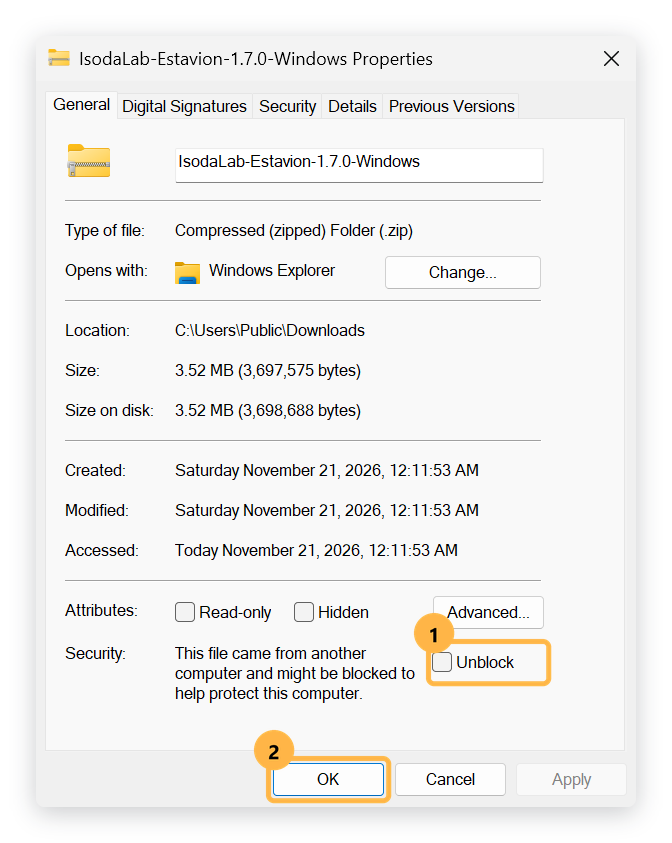 IsodaLab-Estavion-1.7.0-Windows Properties
General Digital Signatures Security Details Previous Versions
IsodaLab-Estavion-1.7.0-Windows
Type of file: Compressed (zipped) Folder (.zip)
Opens with: Windows Explorer Change...
Location: C:\Users\Public\Downloads
Size: 3.52 MB (3,697,575 bytes)
Size on disk: 3.52 MB (3,698,688 bytes)
Created: Saturday November 21, 2026, 12:11:53 AM
Modified: Saturday November 21, 2026, 12:11:53 AM
Accessed: Today November 21, 2026, 12:11:53 AM
Attributes: Read-only Hidden Advanced...
1
Security: This file came from another
computer and might be blocked to
help protect this computer.
Unblock
2
OK Cancel Apply